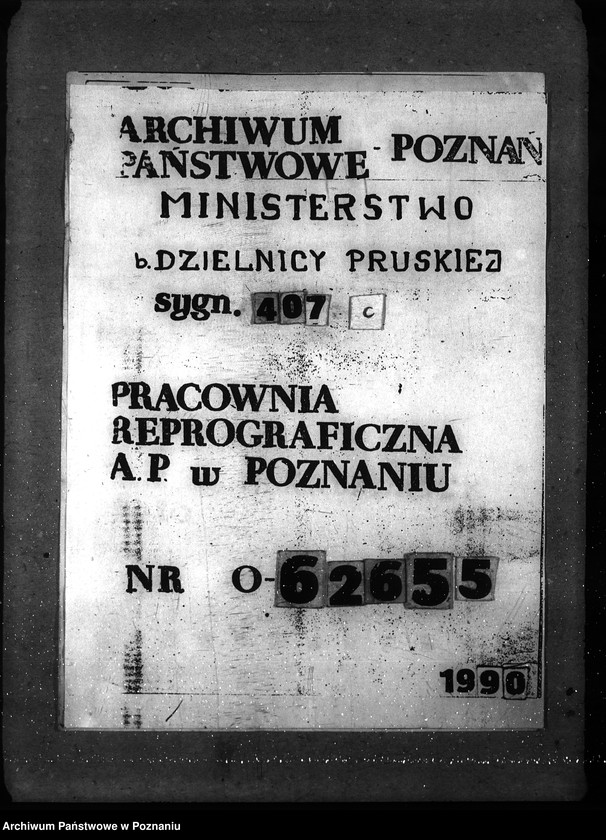 ARCHIWUM
PAŃSTWOWE - POZNAŃ
MINISTERSTWO
b. DZIELNICY PRUSKIEJ
sygn. 407 c
PRACOWNIA
REPROGRAFICZNA
A.P. w POZNANIU
NR O-62655
1990
Archiwum Państwowe w Poznaniu